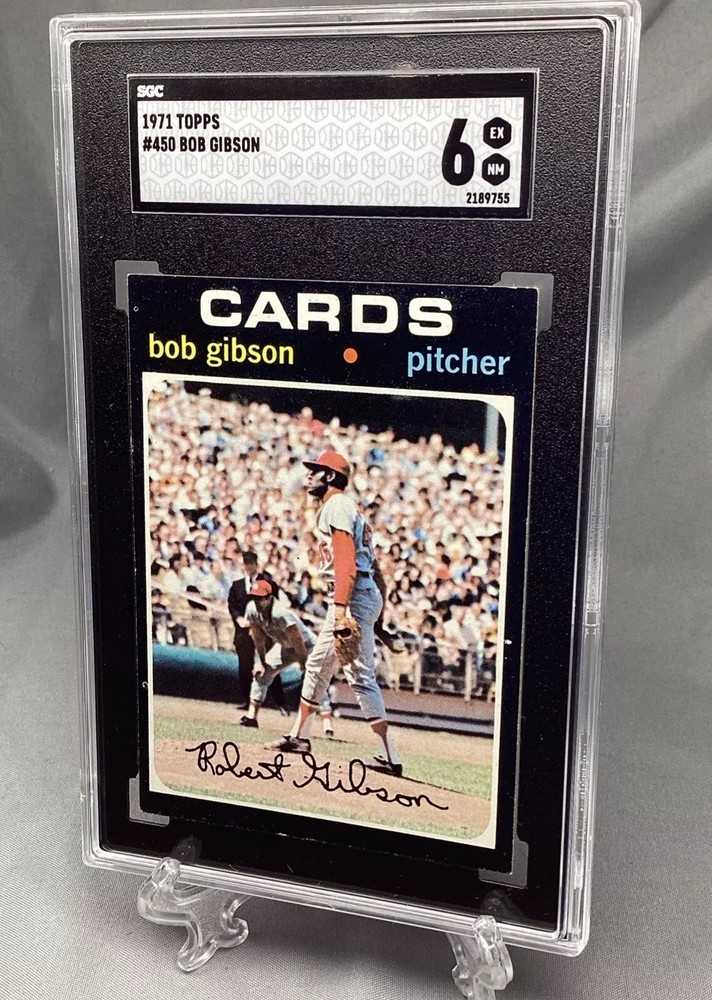 SGC
1971 TOPPS
#450 BOB GIBSON
6 EX NM
2189755
CARDS
bob gibson • pitcher
Robert Gibson